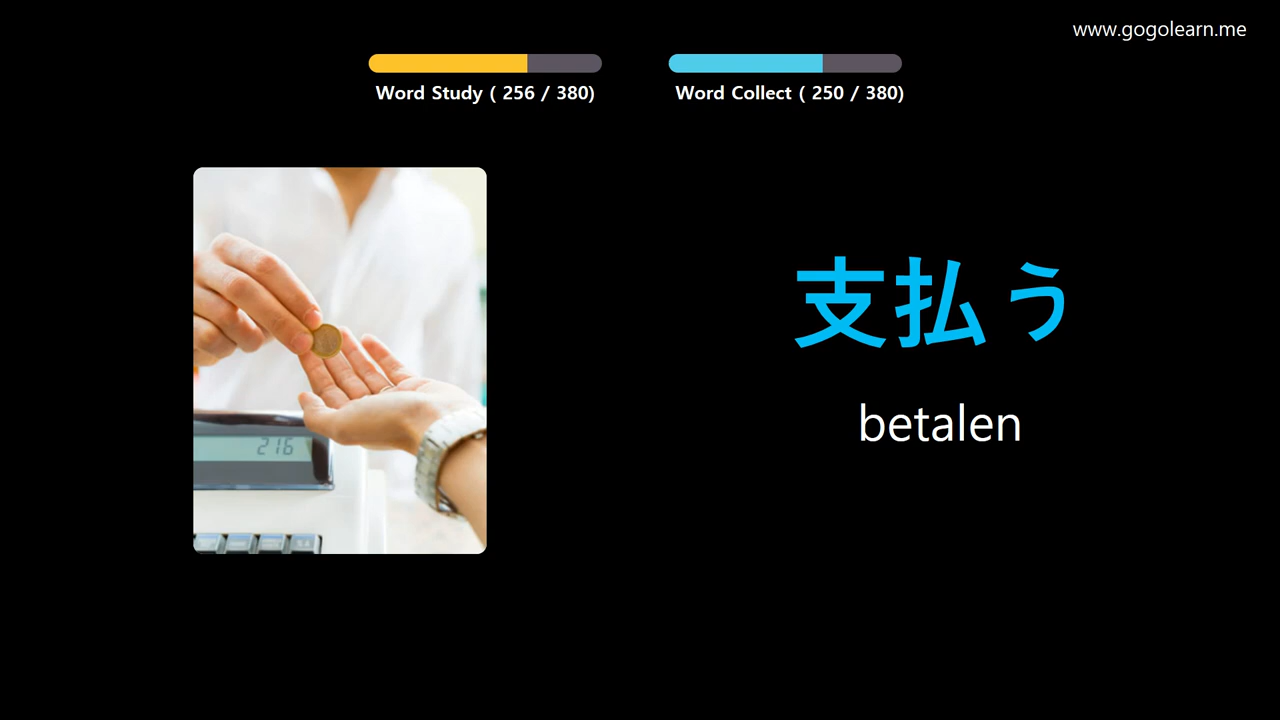 www.gogolearn.me
Word Study ( 256 / 380)
Word Collect ( 250 / 380)
支払う
betalen
216